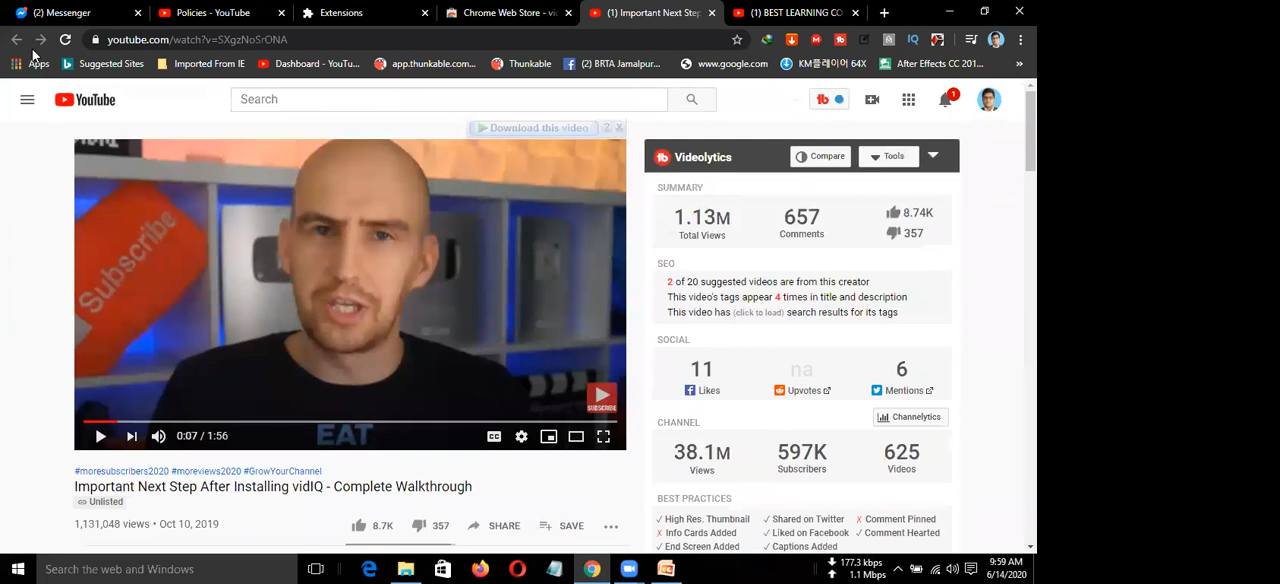 (2) Messenger
Policies - YouTube
Extensions
Chrome Web Store - vi
(1) Important Next Step
(1) BEST LEARNING CO
youtube.com/watch?v=SXgzNoSrONA
Apps
Suggested Sites
Imported From IE
Dashboard - YouTu...
app.thunkable.com...
Thunkable
(2) BRTA Jamalpur...
www.google.com
KM플레이어 64X
After Effects CC 201...
YouTube
Search
tb
1
Download this video ? X
Subscribe
EAT
SUBSCRIBE
0:07 / 1:56
#moresubscribers2020 #moreviews2020 #GrowYourChannel
Important Next Step After Installing vidIQ - Complete Walkthrough
Unlisted
1,131,048 views • Oct 10, 2019
8.7K
357
SHARE
SAVE
tb Videolytics
Compare
Tools
SUMMARY
1.13M
Total Views
657
Comments
8.74K
357
SEO
2 of 20 suggested videos are from this creator
This video's tags appear 4 times in title and description
This video has (click to load) search results for its tags
SOCIAL
11
Likes
na
Upvotes
6
Mentions
CHANNEL
Channelytics
38.1M
Views
597K
Subscribers
625
Videos
BEST PRACTICES
✓ High Res. Thumbnail ✓ Shared on Twitter ✗ Comment Pinned
✗ Info Cards Added ✓ Liked on Facebook ✓ Comment Hearted
✓ End Screen Added ✓ Captions Added
Search the web and Windows
177.3 kbps
1.1 Mbps
9:59 AM
6/14/2020